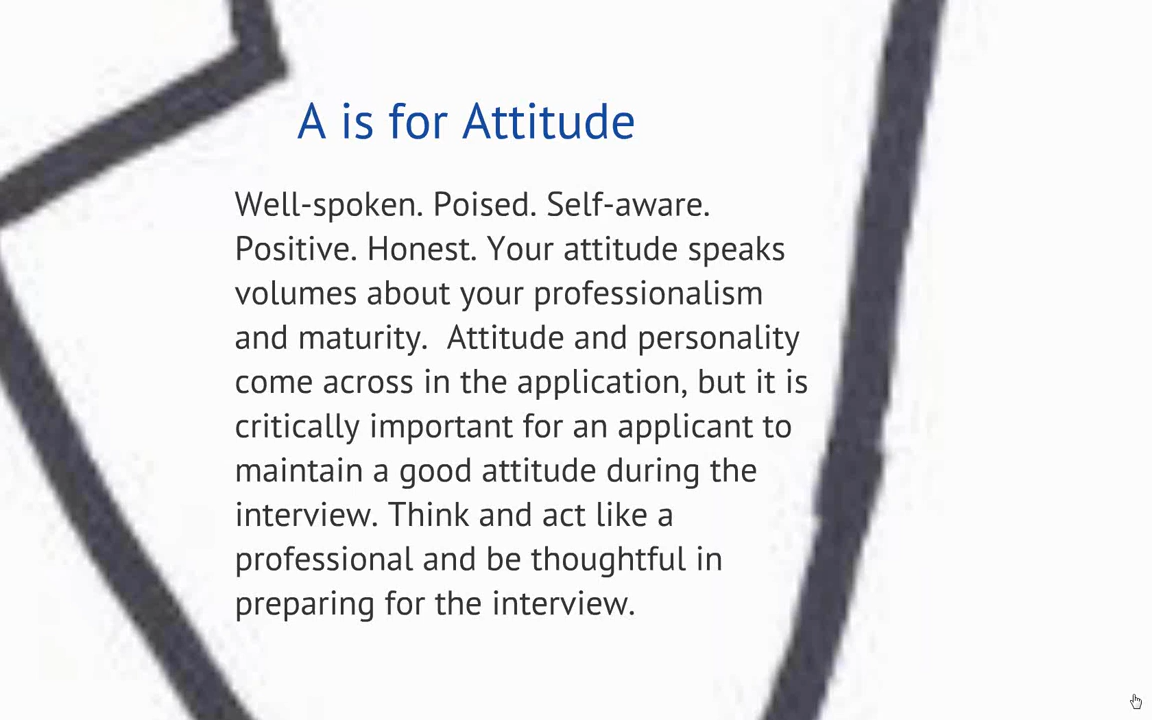 A is for Attitude
Well-spoken. Poised. Self-aware.
Positive. Honest. Your attitude speaks
volumes about your professionalism
and maturity.  Attitude and personality
come across in the application, but it is
critically important for an applicant to
maintain a good attitude during the
interview. Think and act like a
professional and be thoughtful in
preparing for the interview.